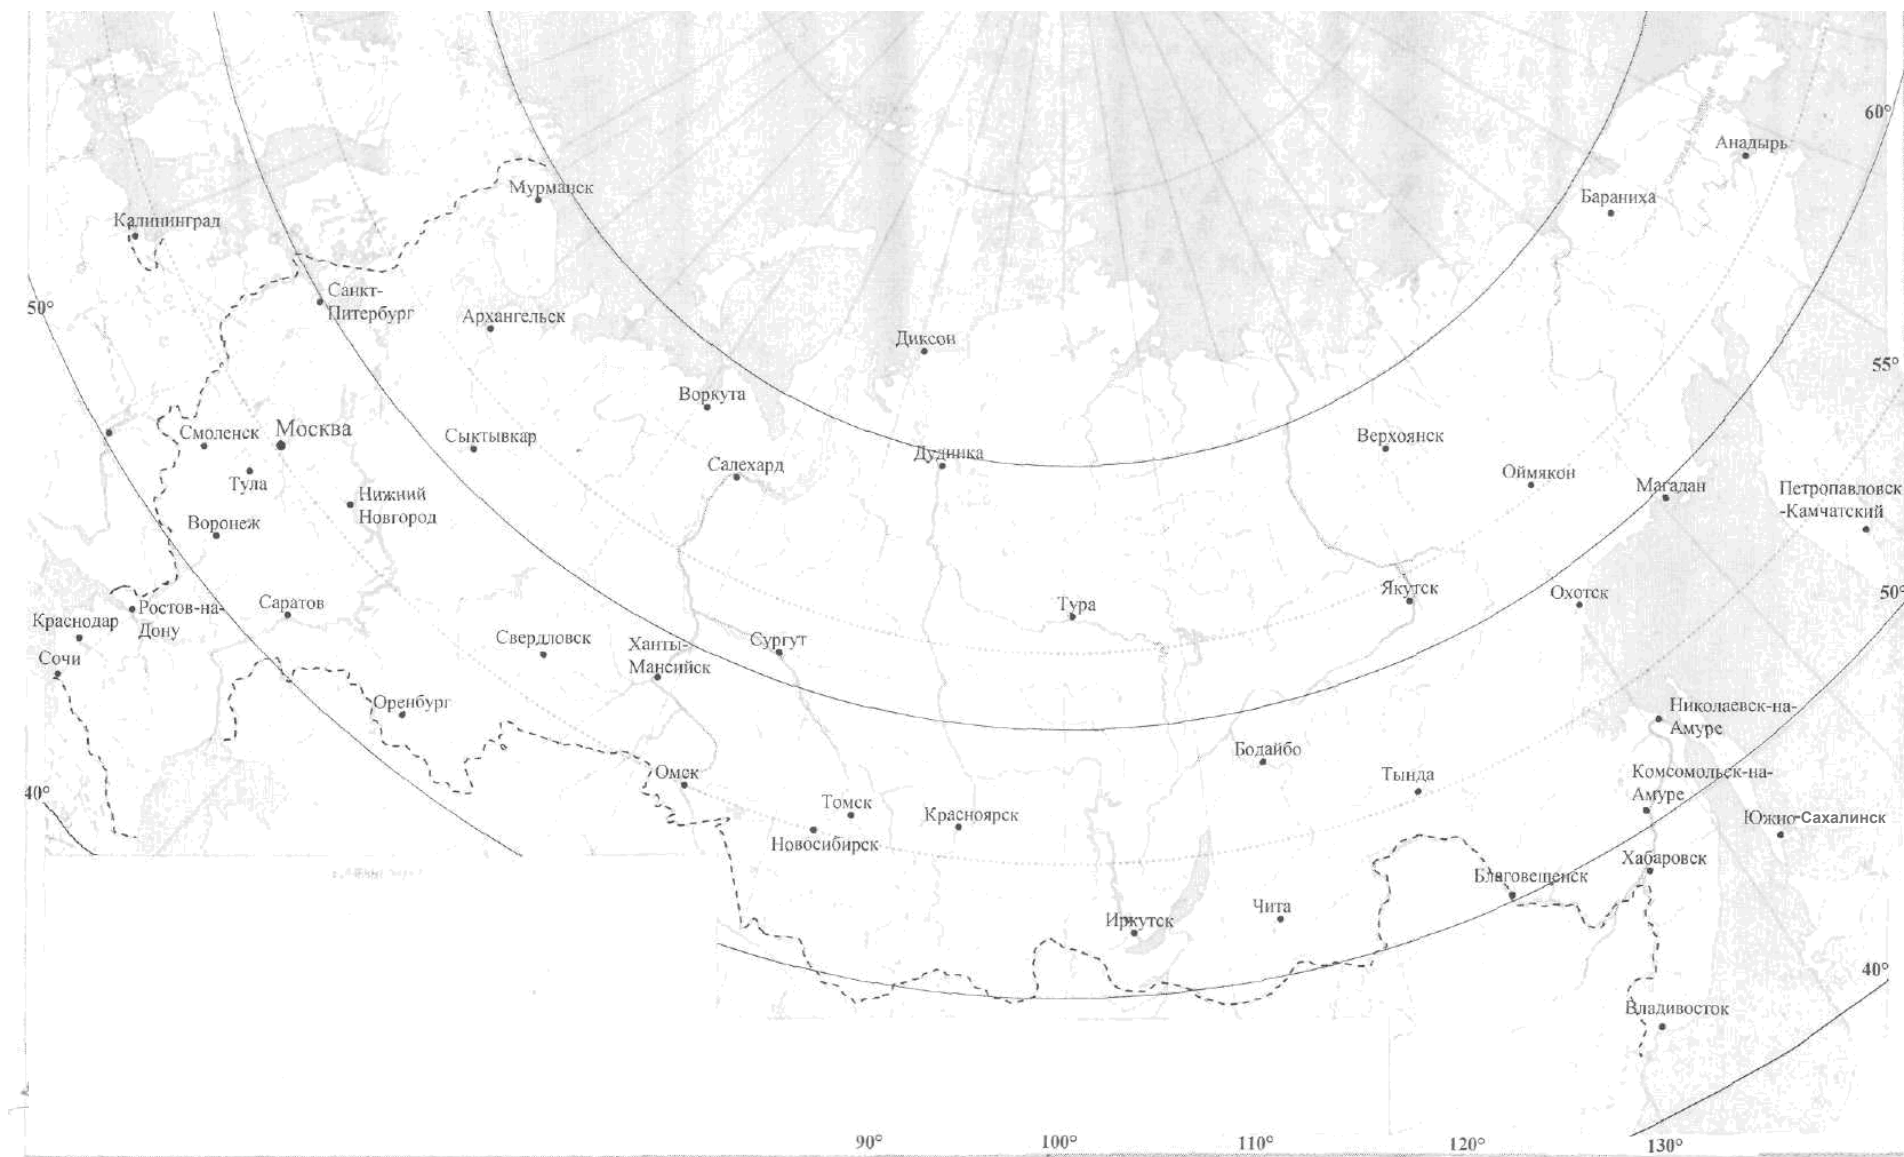 60°
Анадырь
Бараниха
Мурманск
Калининград
Санкт-
Питербург
50°
Архангельск
Диксон
55°
Воркута
Смоленск
Москва
Сыктывкар
Верхоянск
Дудинка
Салехард
Оймякон
Тула
Магадан
Петропавловск
-Камчатский
Нижний
Новгород
Воронеж
Якутск
Охотск
50°
Ростов-на-
Дону
Саратов
Тура
Краснодар
Свердловск
Ханты-
Мансийск
Сургут
Сочи
Оренбург
Николаевск-на-
Амуре
Бодайбо
Омск
Тында
Комсомольск-на-
Амуре
40°
Томск
Красноярск
Южно-Сахалинск
Новосибирск
Хабаровск
Благовещенск
Чита
Иркутск
40°
Владивосток
90°
100°
110°
120°
130°